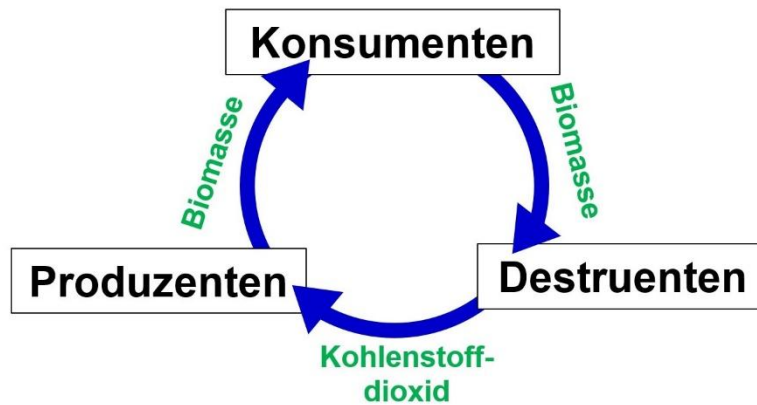 Konsumenten
Biomasse
Biomasse
Produzenten
Destruenten
Kohlenstoff-
dioxid